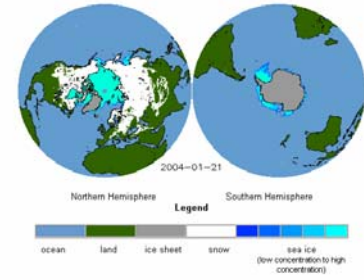 2004-01-21
Northern Hemisphere
Southern Hemisphere
Legend
ocean
land
ice sheet
snow
sea ice
(low concentration to high
concentration)